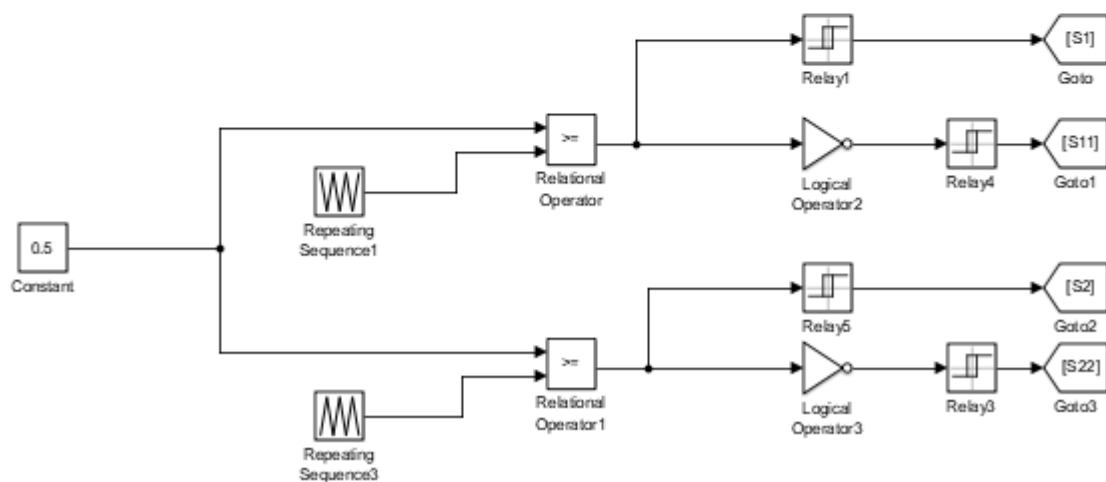 [S1]
Relay1
Goto
>=
[S11]
Relational
Operator
Logical
Operator2
Relay4
Goto1
Repeating
Sequence1
0.5
Constant
[S2]
Relay5
Goto2
>=
[S22]
Relational
Operator1
Logical
Operator3
Relay3
Goto3
Repeating
Sequence3